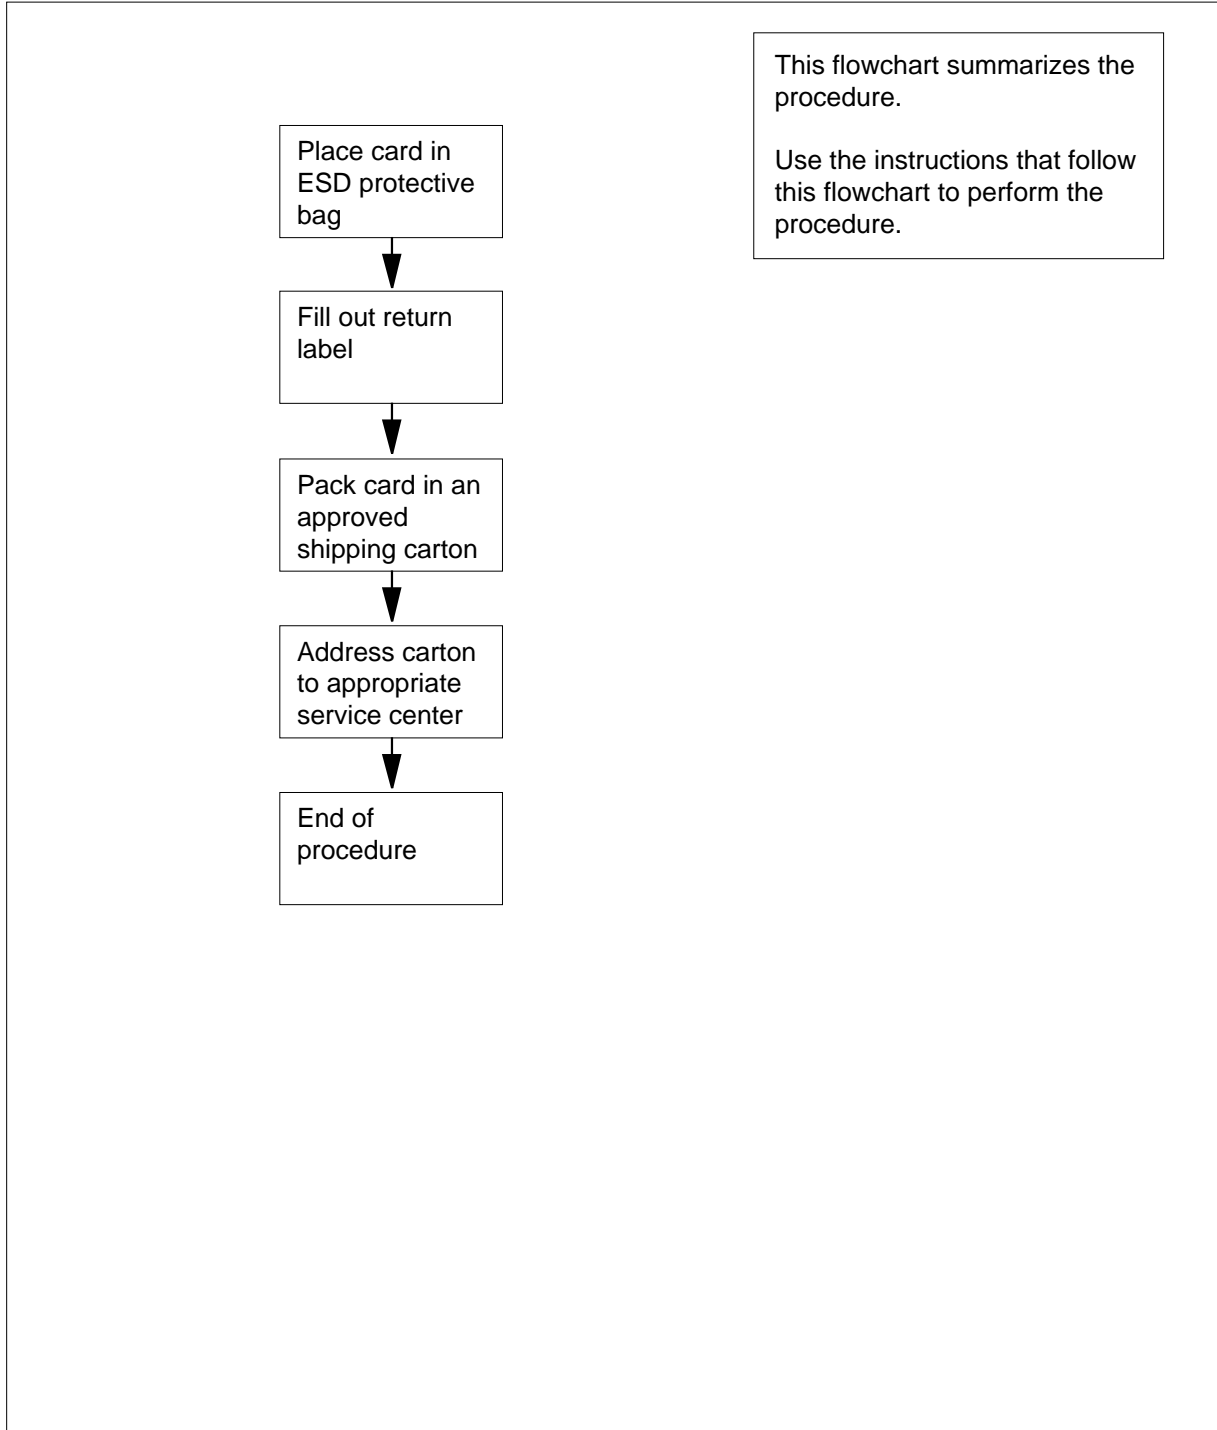 This flowchart summarizes the
procedure.
Use the instructions that follow
this flowchart to perform the
procedure.
Place card in
ESD protective
bag
Fill out return
label
Pack card in an
approved
shipping carton
Address carton
to appropriate
service center
End of
procedure